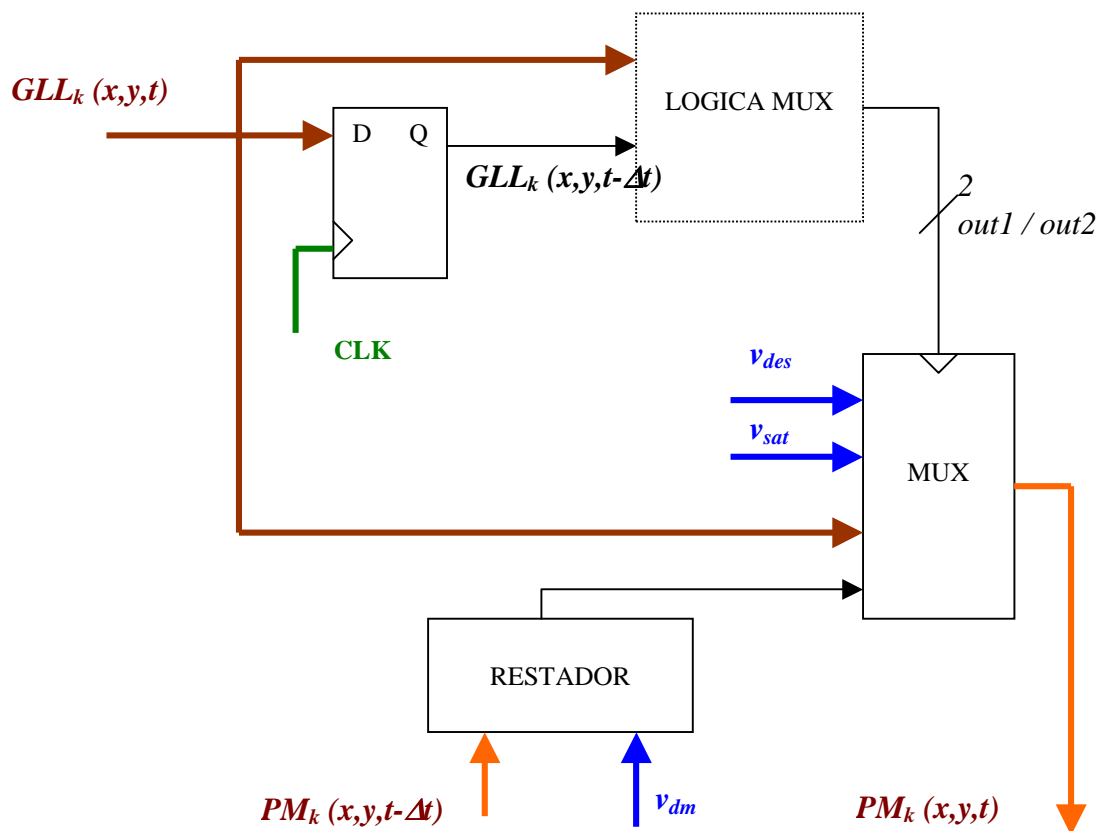 GLLk (x,y,t)
LOGICA MUX
D Q
GLLk (x,y,t-Δt)
2
out1 / out2
CLK
vdes
vsat
MUX
RESTADOR
PMk (x,y,t-Δt)
vdm
PMk (x,y,t)